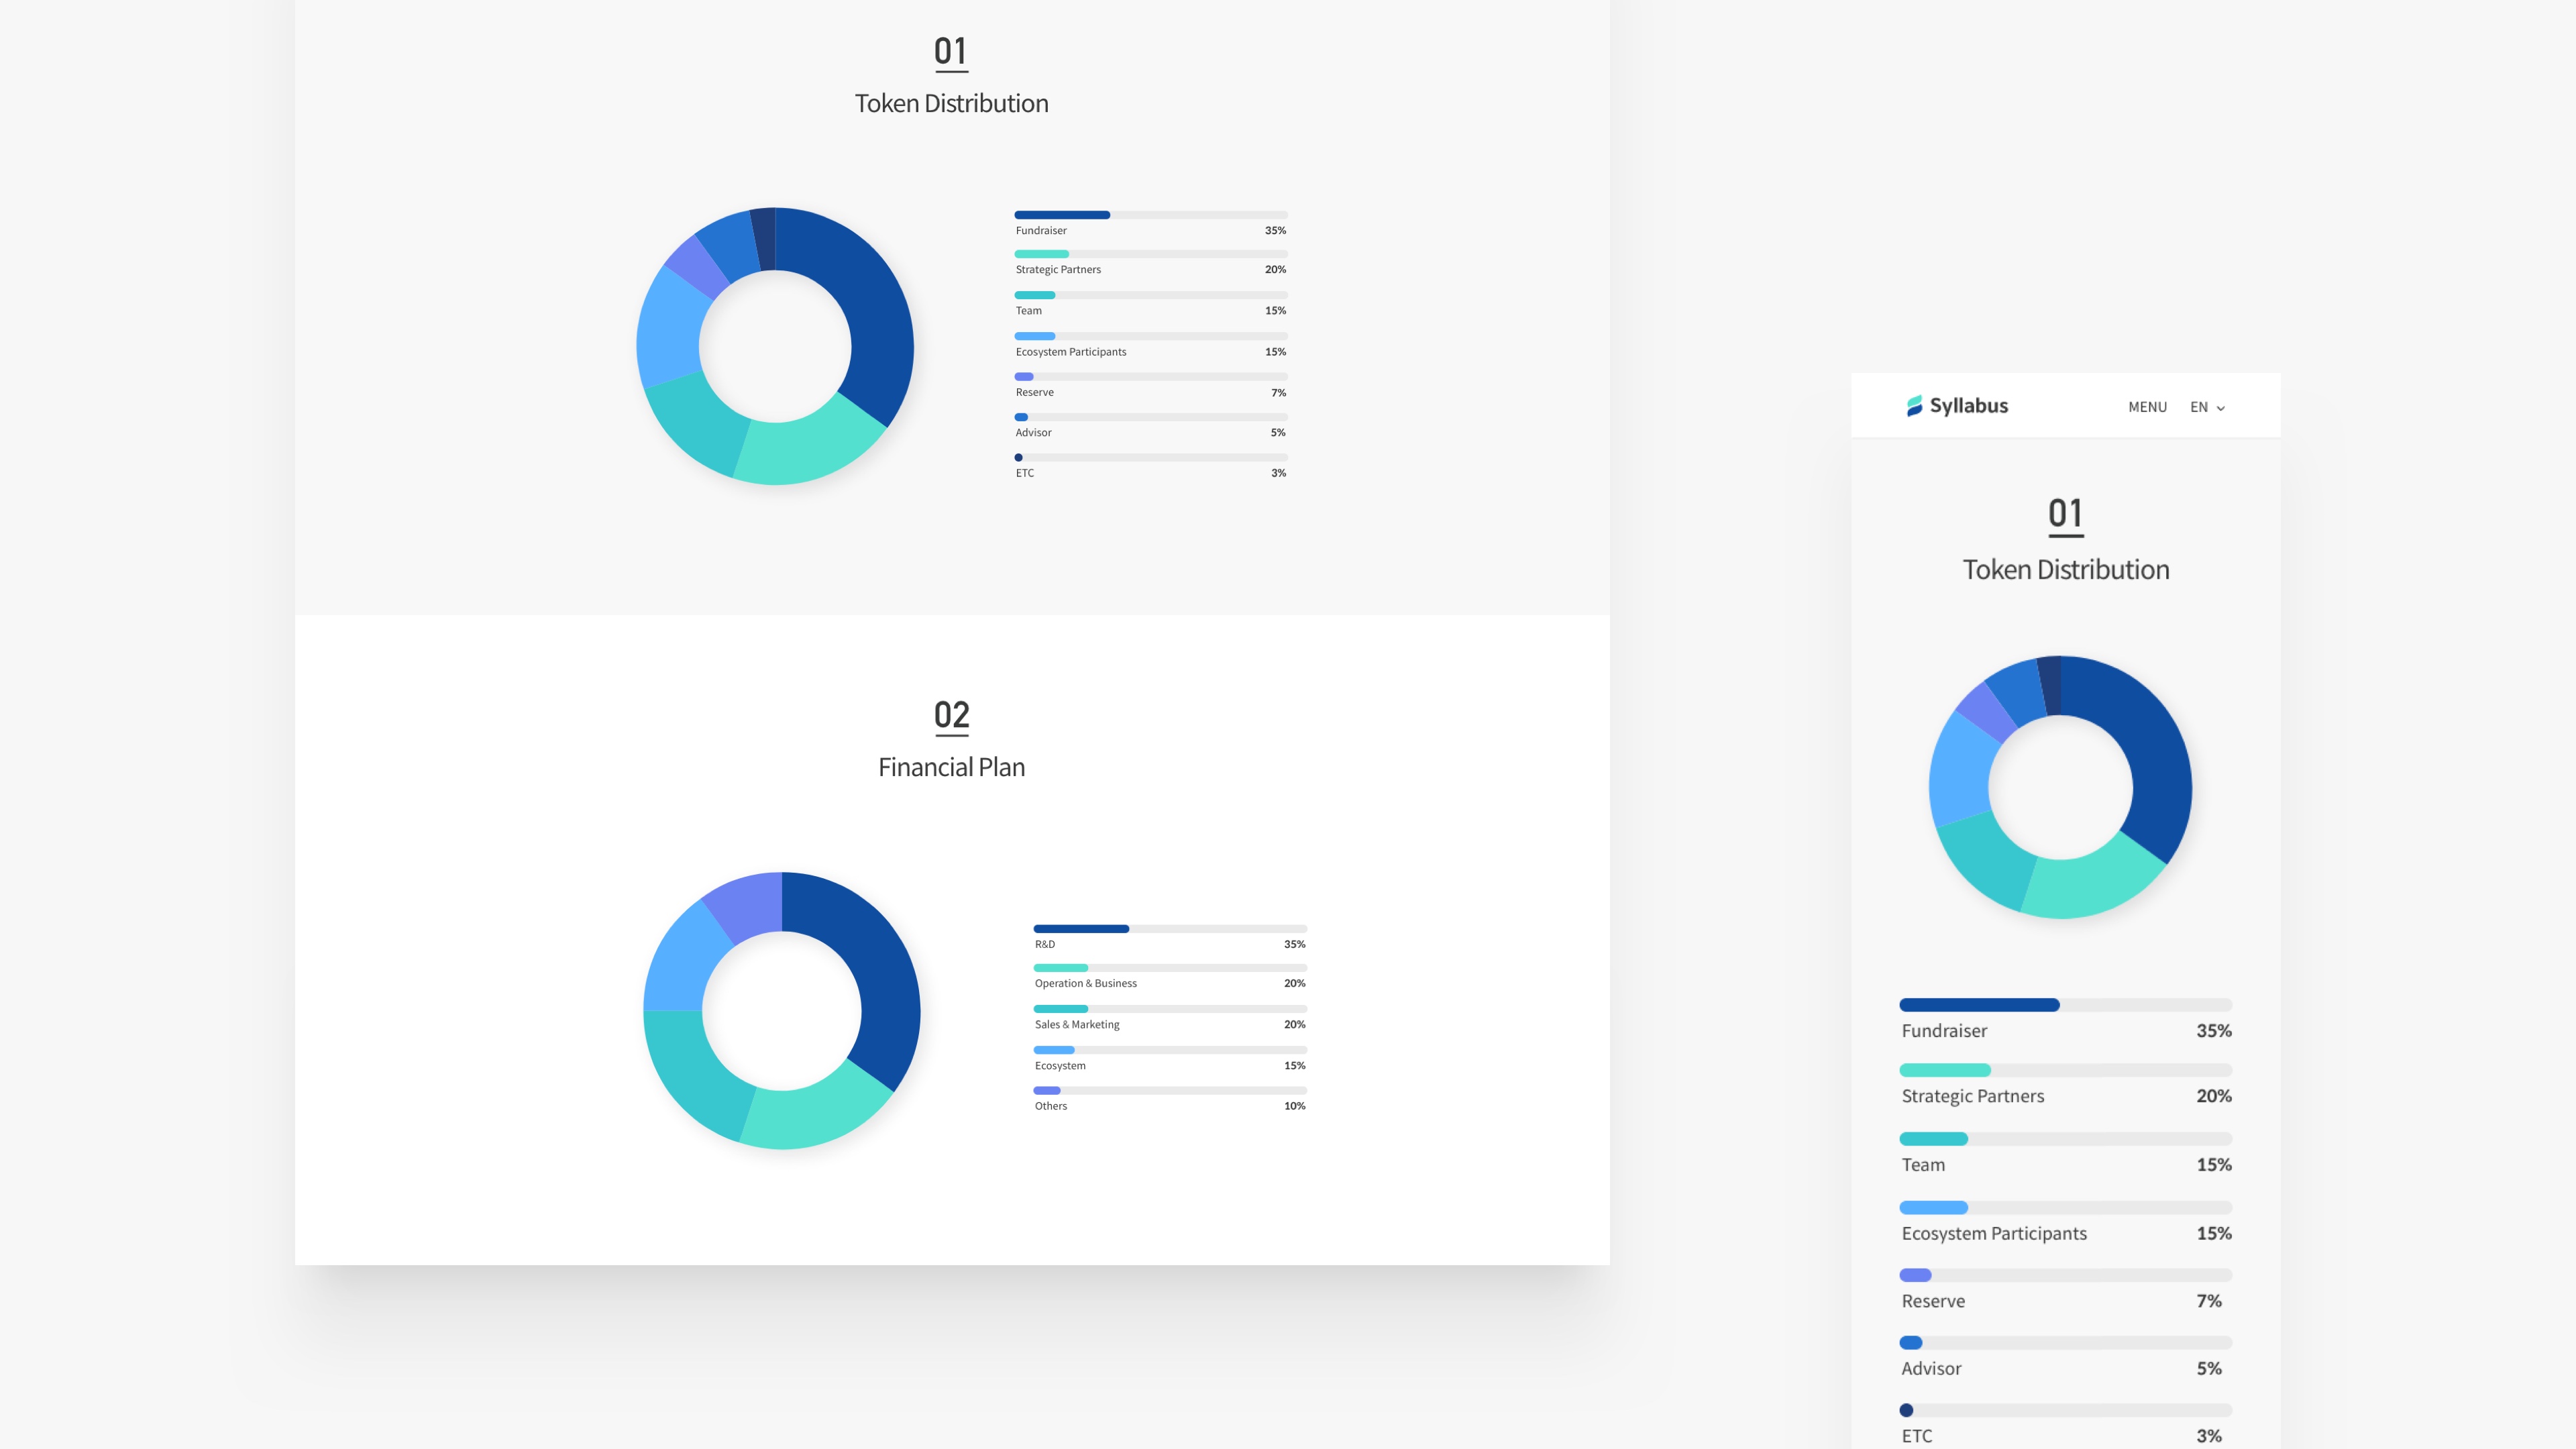 01
Token Distribution
Fundraiser 35%
Strategic Partners 20%
Team 15%
Ecosystem Participants 15%
Reserve 7%
Advisor 5%
ETC 3%
02
Financial Plan
R&D 35%
Operation & Business 20%
Sales & Marketing 20%
Ecosystem 15%
Others 10%
Syllabus MENU EN
01
Token Distribution
Fundraiser 35%
Strategic Partners 20%
Team 15%
Ecosystem Participants 15%
Reserve 7%
Advisor 5%
ETC 3%